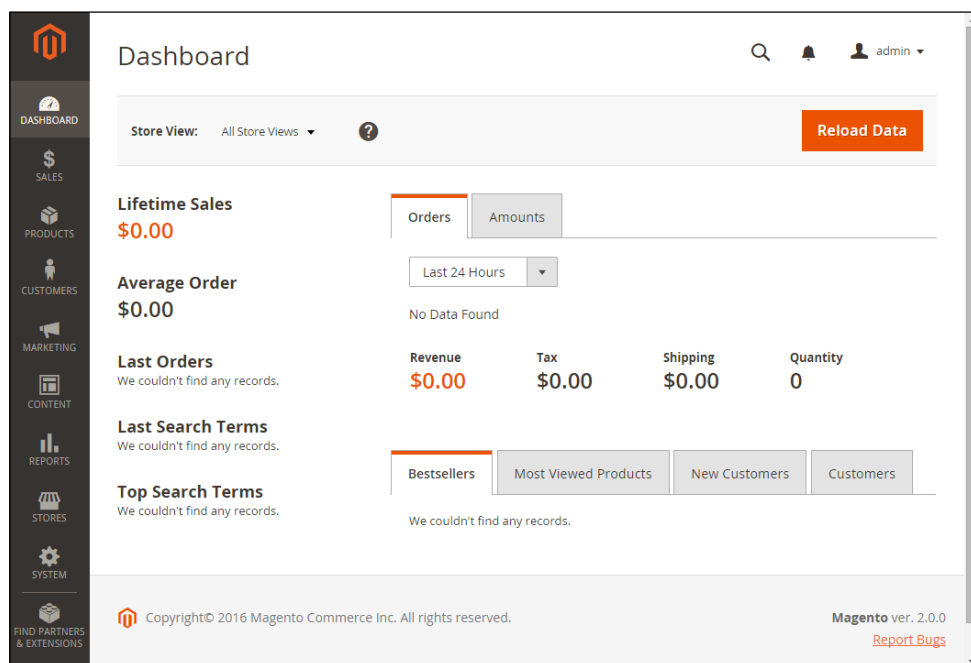 Dashboard
admin
DASHBOARD
Store View: All Store Views
?
Reload Data
$
SALES
PRODUCTS
CUSTOMERS
MARKETING
CONTENT
REPORTS
STORES
SYSTEM
FIND PARTNERS
& EXTENSIONS
Lifetime Sales
$0.00
Average Order
$0.00
Last Orders
We couldn't find any records.
Last Search Terms
We couldn't find any records.
Top Search Terms
We couldn't find any records.
Orders Amounts
Last 24 Hours
No Data Found
Revenue Tax Shipping Quantity
$0.00 $0.00 $0.00 0
Bestsellers Most Viewed Products New Customers Customers
We couldn't find any records.
Copyright© 2016 Magento Commerce Inc. All rights reserved.
Magento ver. 2.0.0
Report Bugs